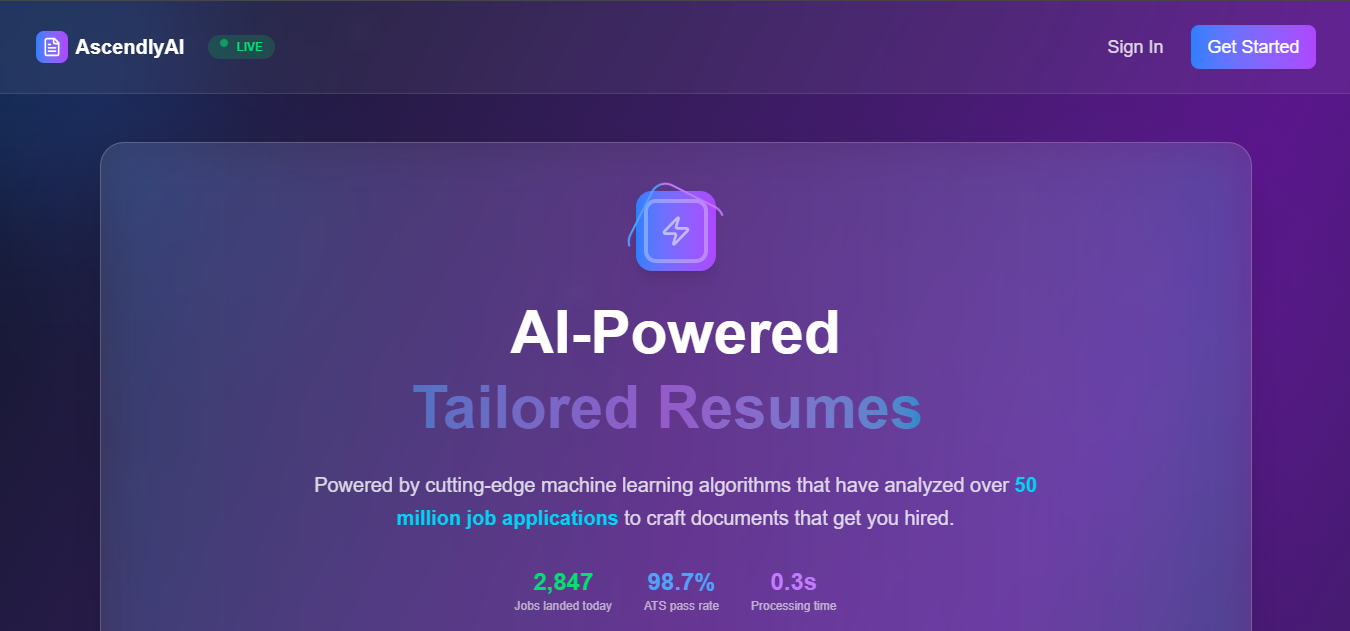 AscendlyAI
LIVE
Sign In
Get Started
AI-Powered
Tailored Resumes
Powered by cutting-edge machine learning algorithms that have analyzed over 50
million job applications to craft documents that get you hired.
2,847
98.7%
0.3s
Jobs landed today
ATS pass rate
Processing time